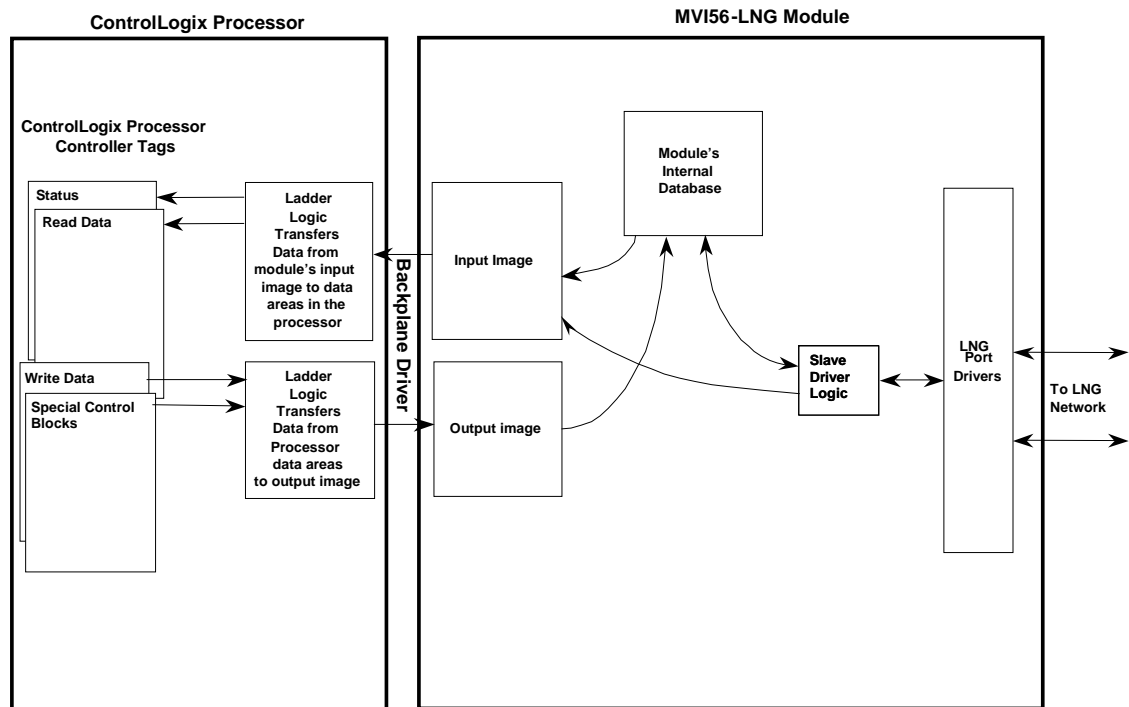 ControlLogix Processor
MVI56-LNG Module
ControlLogix Processor
Controller Tags
Status
Read Data
Write Data
Special Control
Blocks
Ladder
Logic
Transfers
Data from
module's input
image to data
areas in the
processor
Ladder
Logic
Transfers
Data from
Processor
data areas
to output image
Backplane Driver
Input Image
Output image
Module's
Internal
Database
Slave
Driver
Logic
LNG
Port
Drivers
To LNG
Network